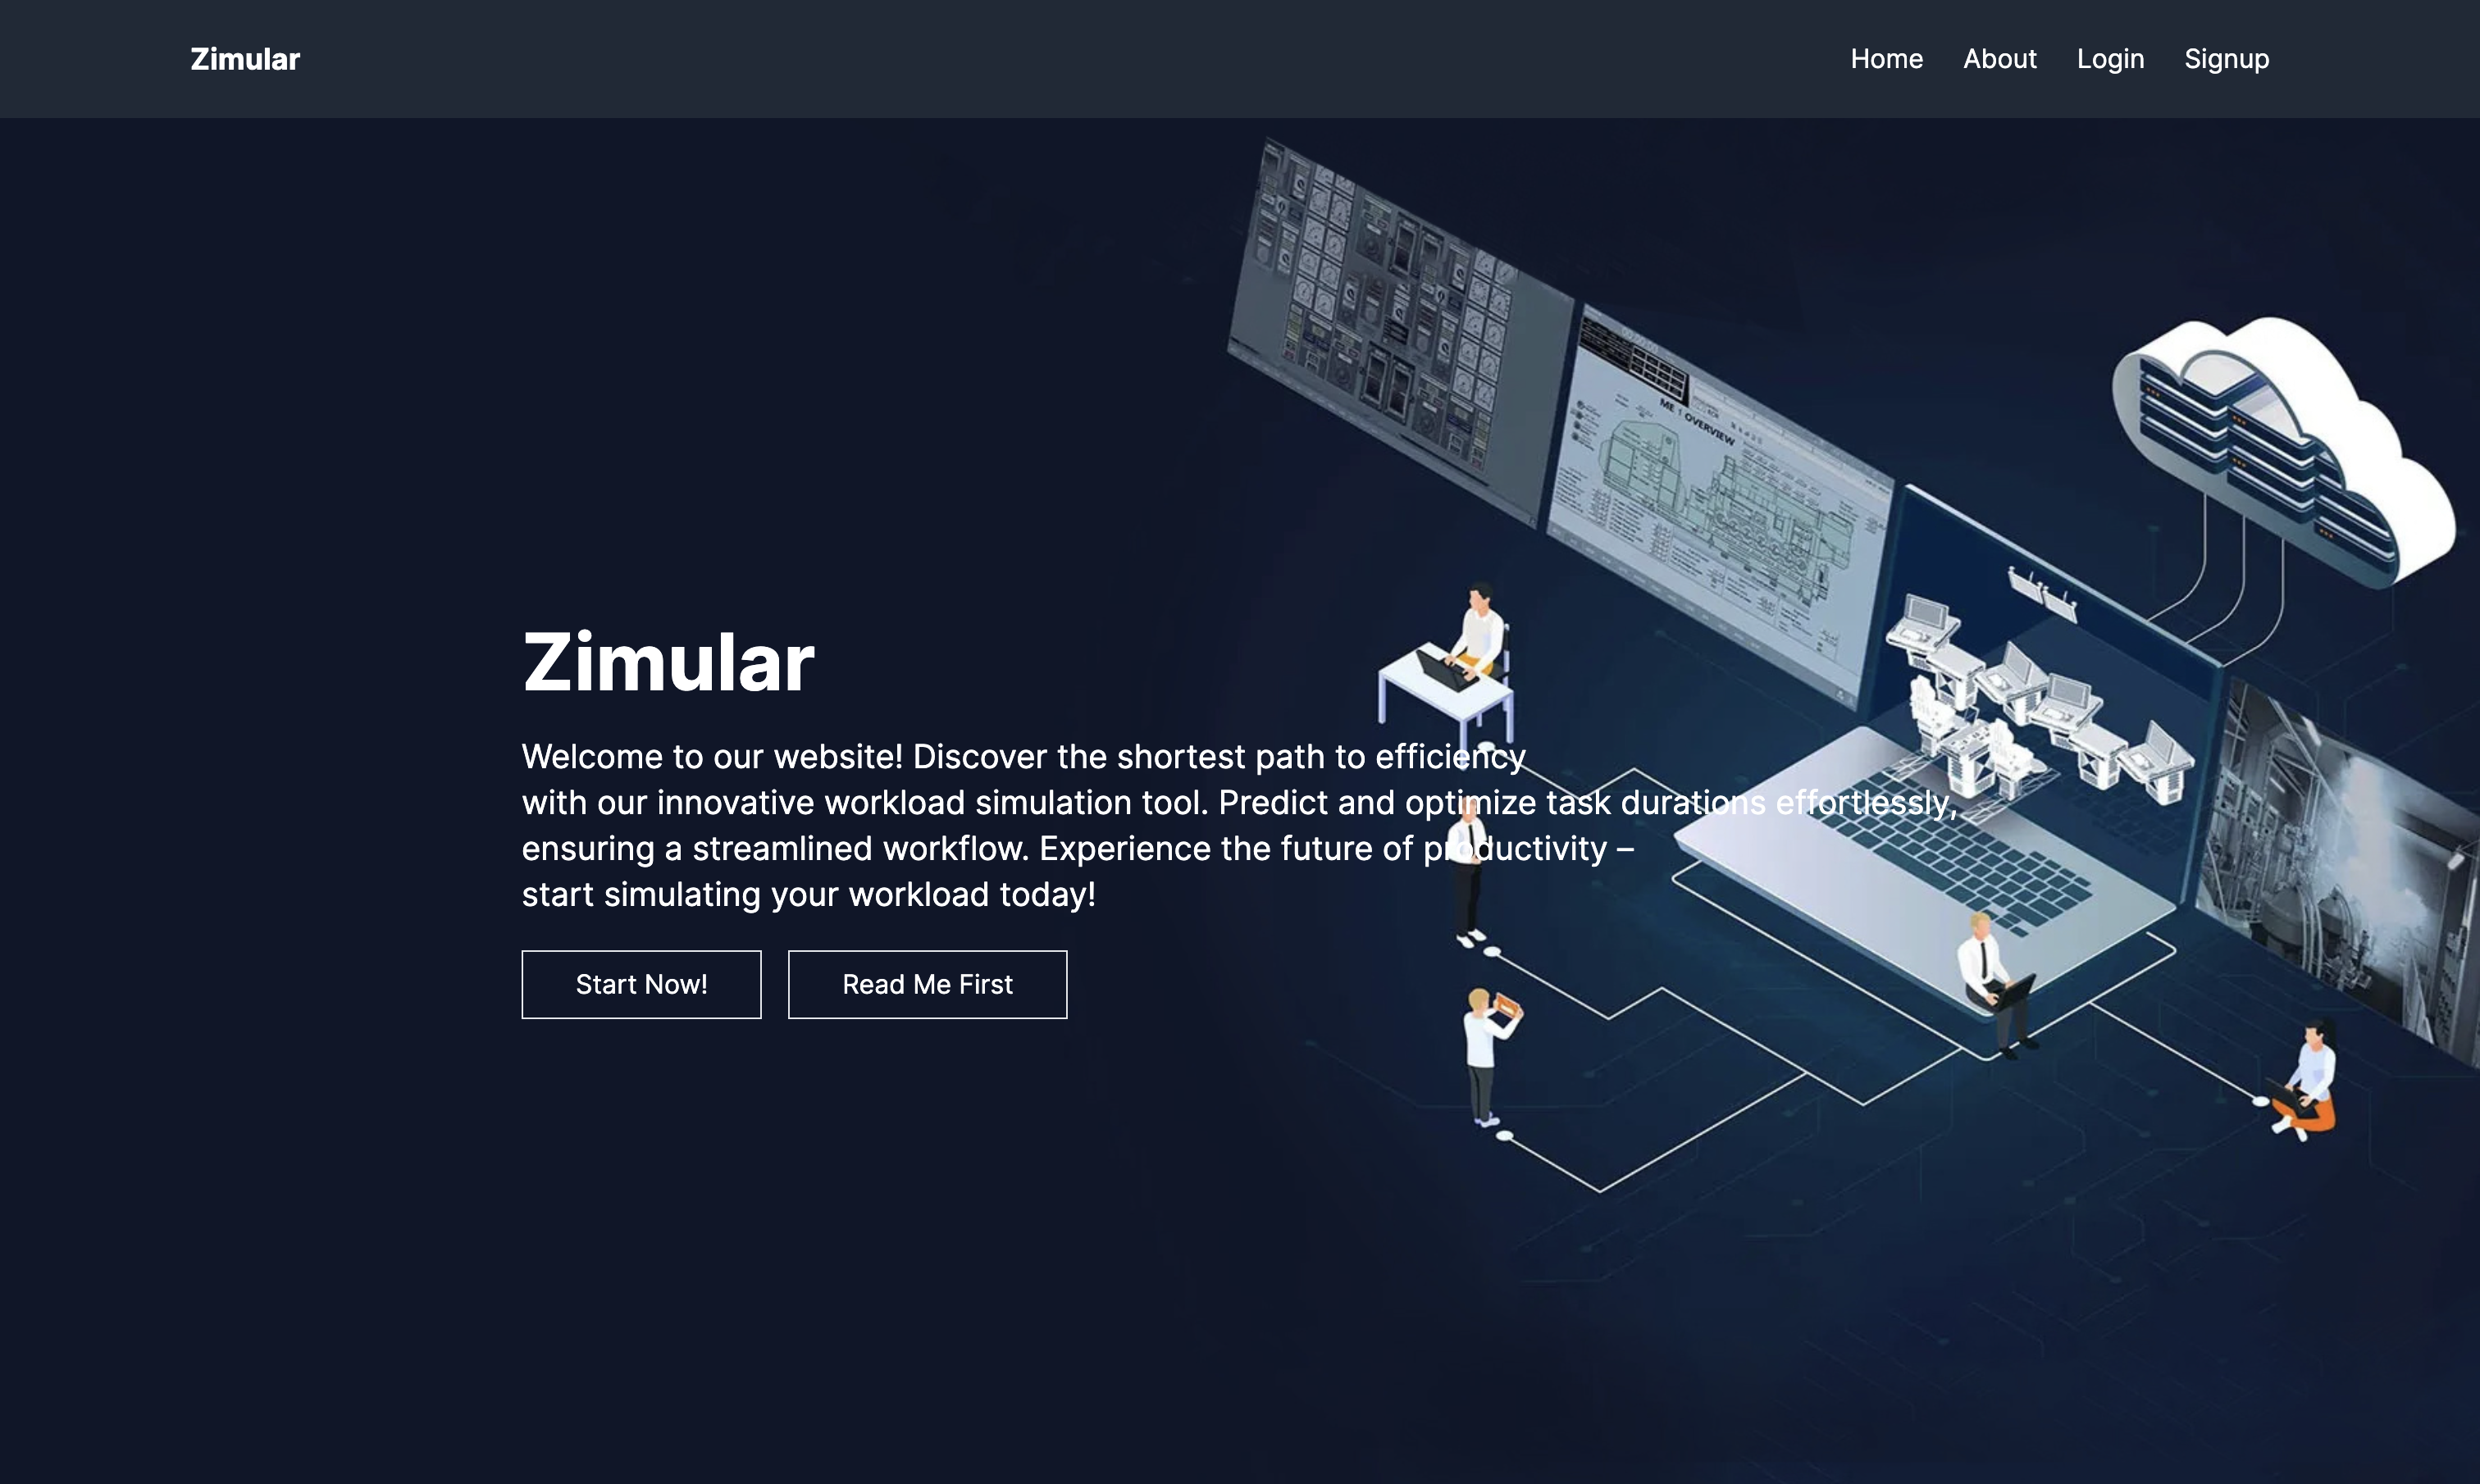 Zimular
Home About Login Signup
ME 1 OVERVIEW
Zimular
Welcome to our website! Discover the shortest path to efficiency
with our innovative workload simulation tool. Predict and optimize task durations effortlessly,
ensuring a streamlined workflow. Experience the future of productivity –
start simulating your workload today!
Start Now! Read Me First